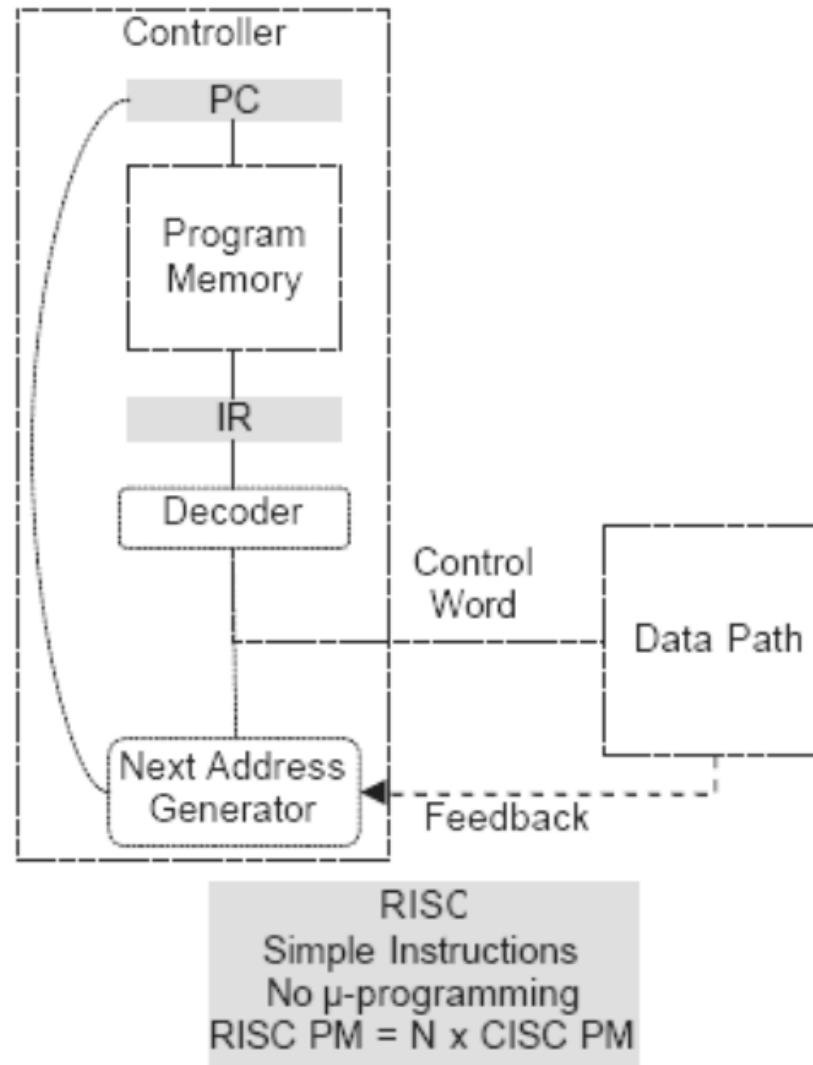 Controller
PC
Program
Memory
IR
Decoder
Control
Word
Data Path
Next Address
Generator
Feedback
RISC
Simple Instructions
No µ-programming
RISC PM = N x CISC PM